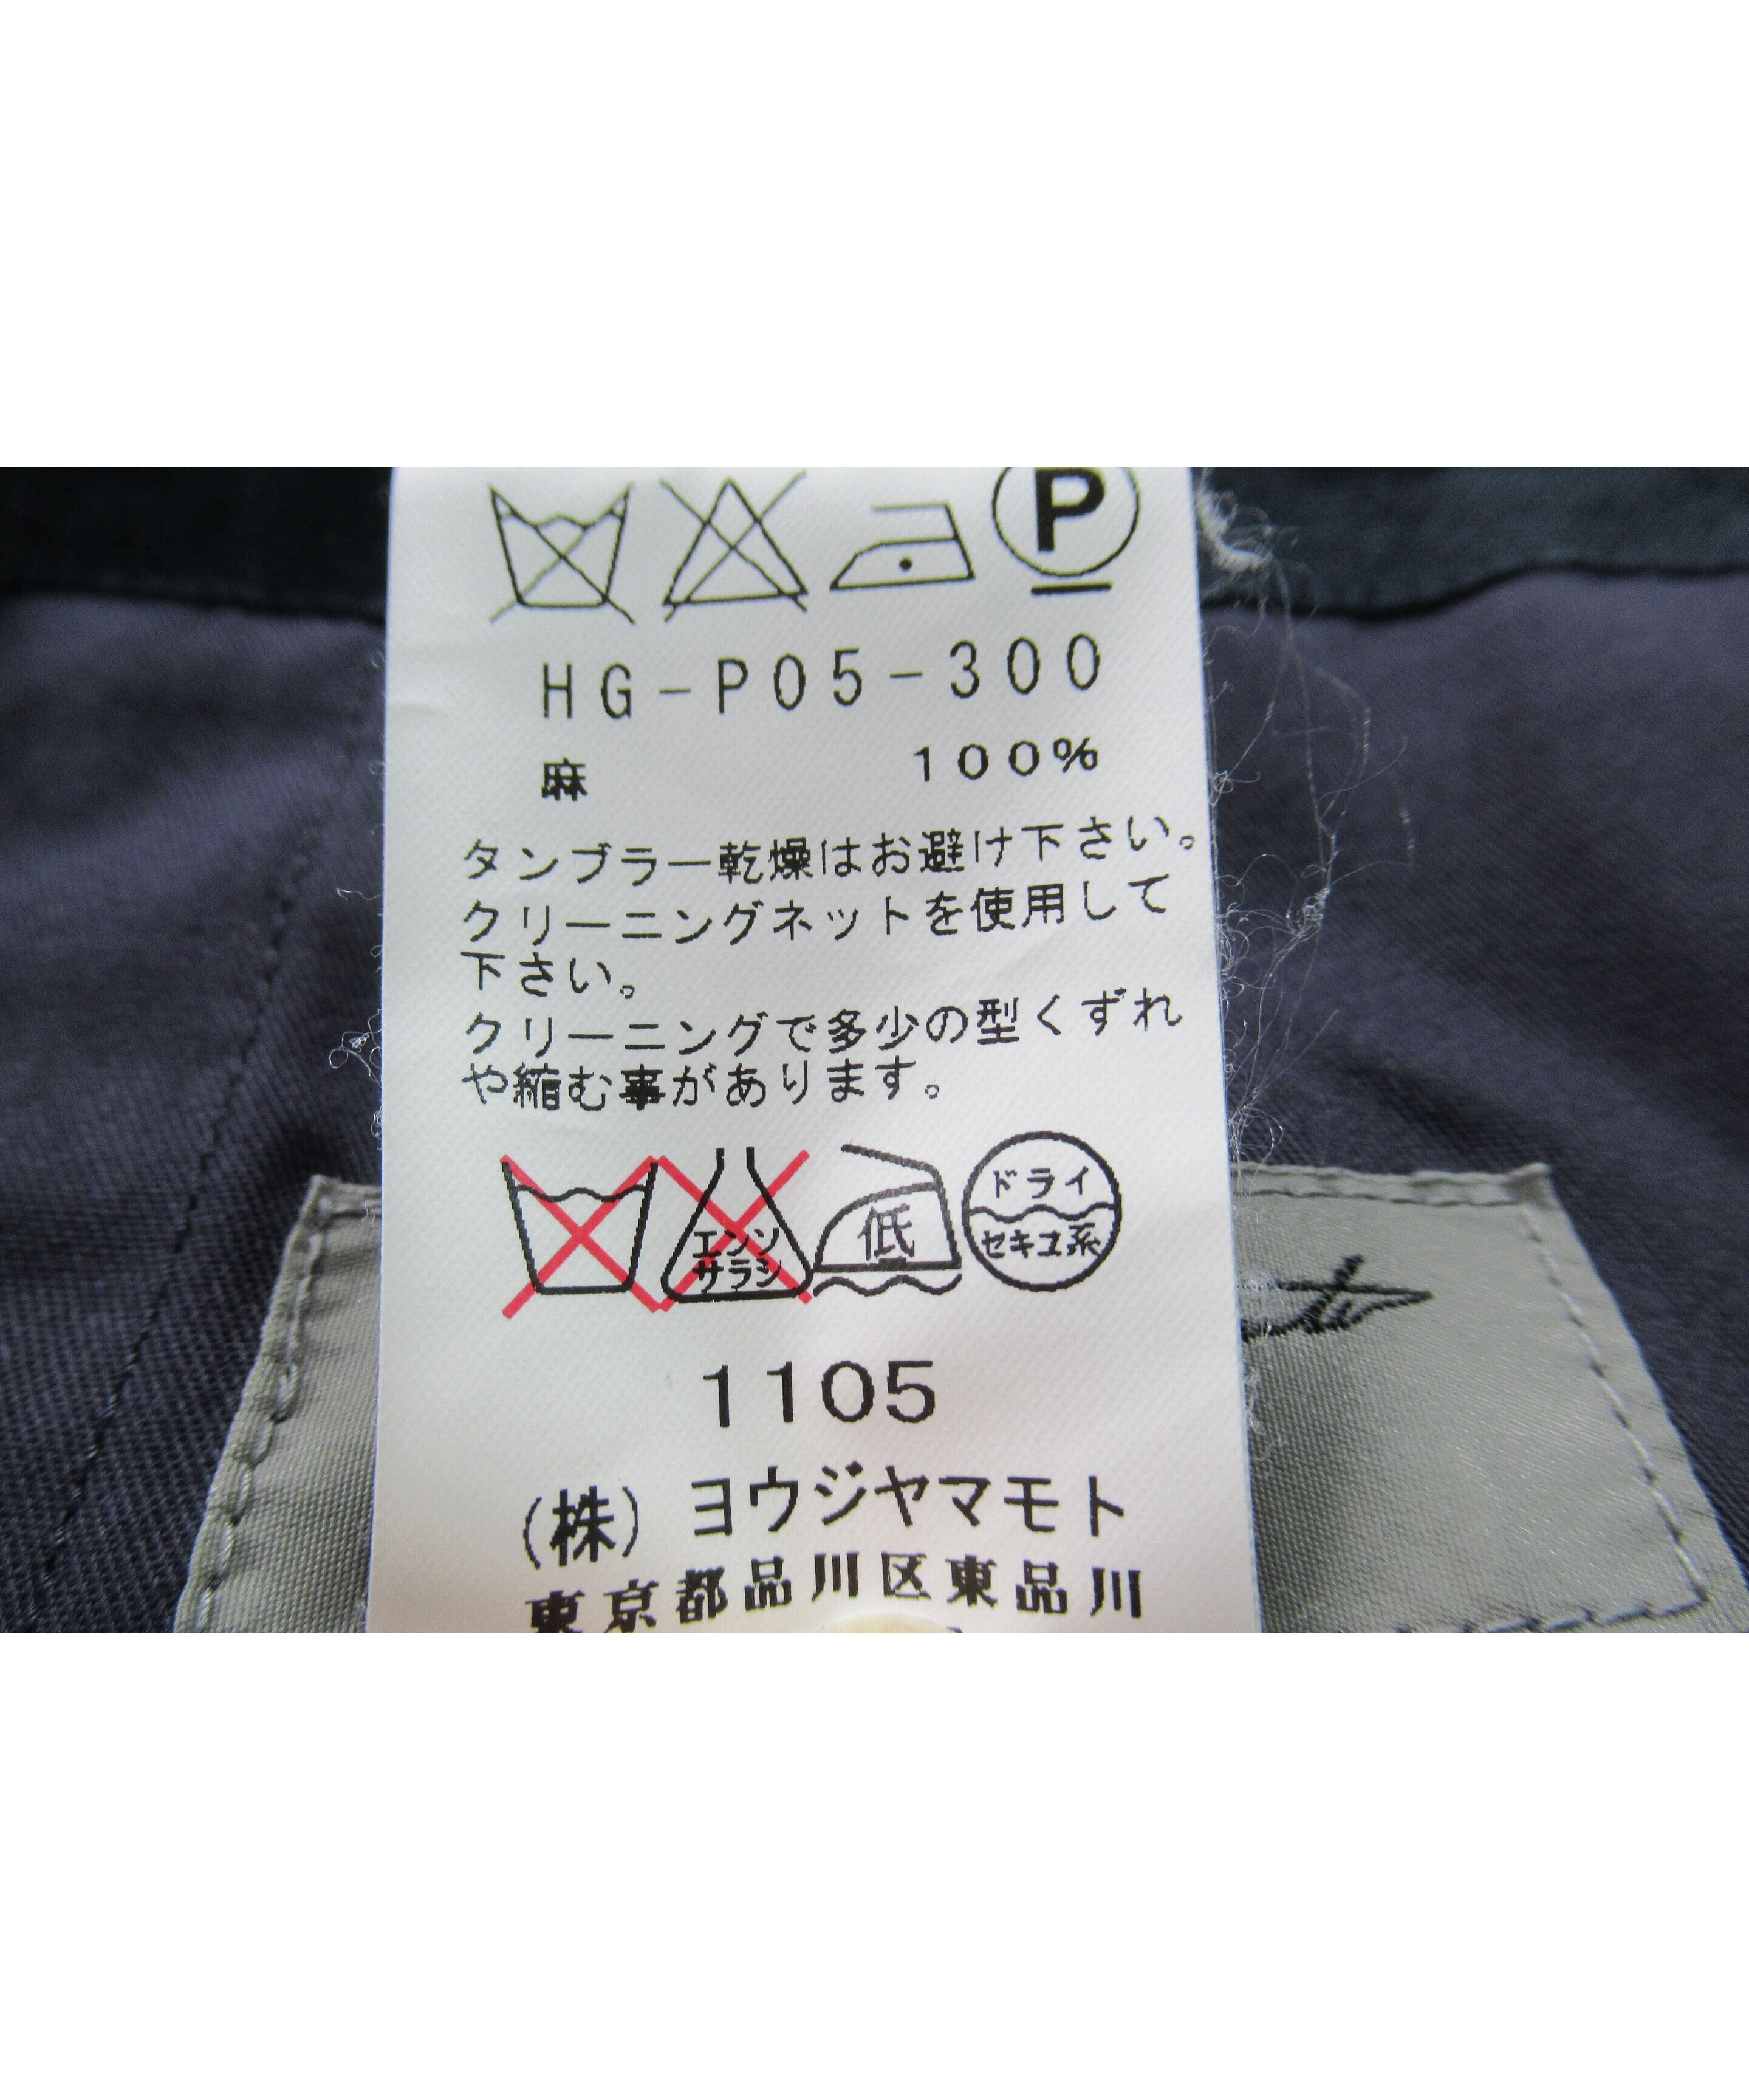 P
HG-P05-300
麻 100%
タンブラー乾燥はお避け下さい。
クリーニングネットを使用して
下さい。
クリーニングで多少の型くずれ
や縮む事があります。
エンソ
サラシ
低
ドライ
セキユ系
1105
(株) ヨウジヤマモト
東京都品川区東品川